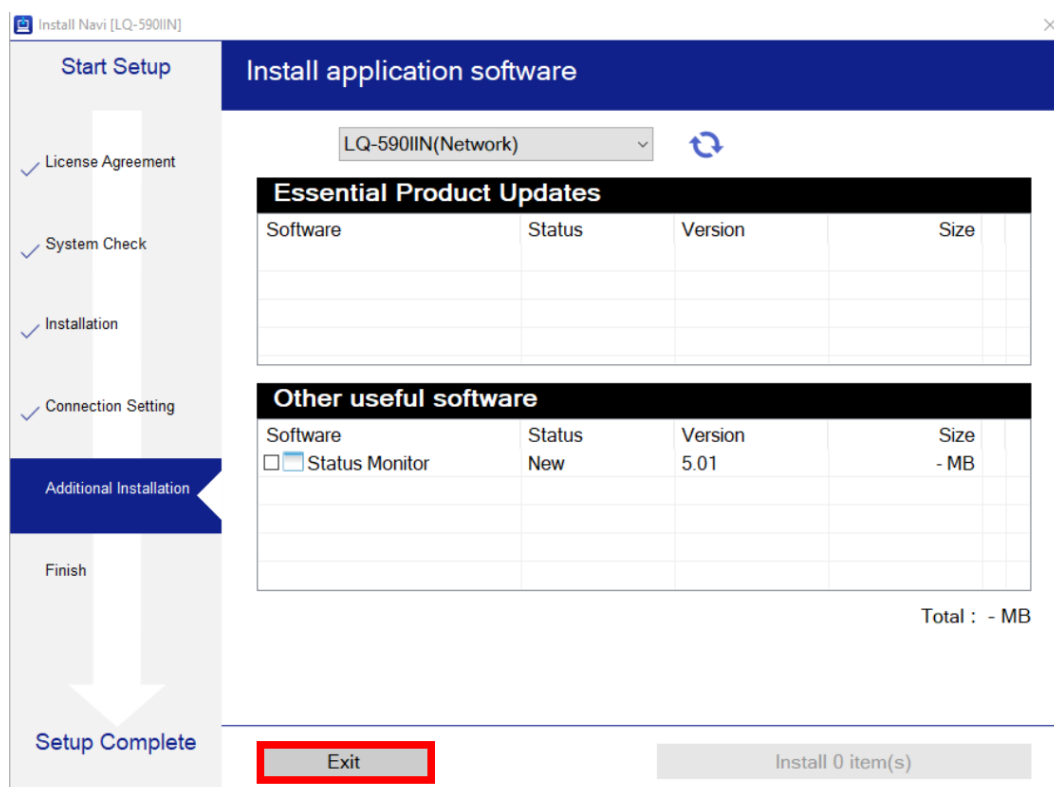 Install Navi [LQ-590IIN]
Start Setup
License Agreement
System Check
Installation
Connection Setting
Additional Installation
Finish
Setup Complete
Install application software
LQ-590IIN(Network)
Essential Product Updates
Software Status Version Size
Other useful software
Software Status Version Size
Status Monitor New 5.01 - MB
Total : - MB
Exit Install 0 item(s)